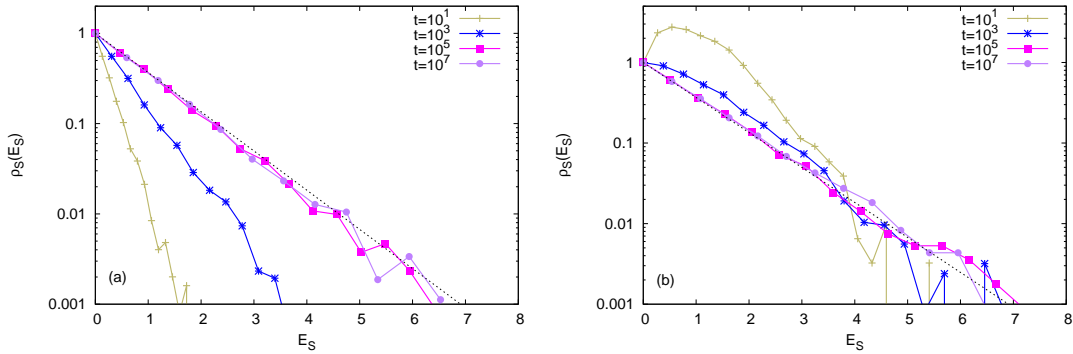 t=10¹
t=10³
t=10⁵
t=10⁷
1
0.1
0.01
0.001
ρS(ES)
(a)
0 1 2 3 4 5 6 7 8
ES
t=10¹
t=10³
t=10⁵
t=10⁷
1
0.1
0.01
0.001
ρS(ES)
(b)
0 1 2 3 4 5 6 7 8
ES